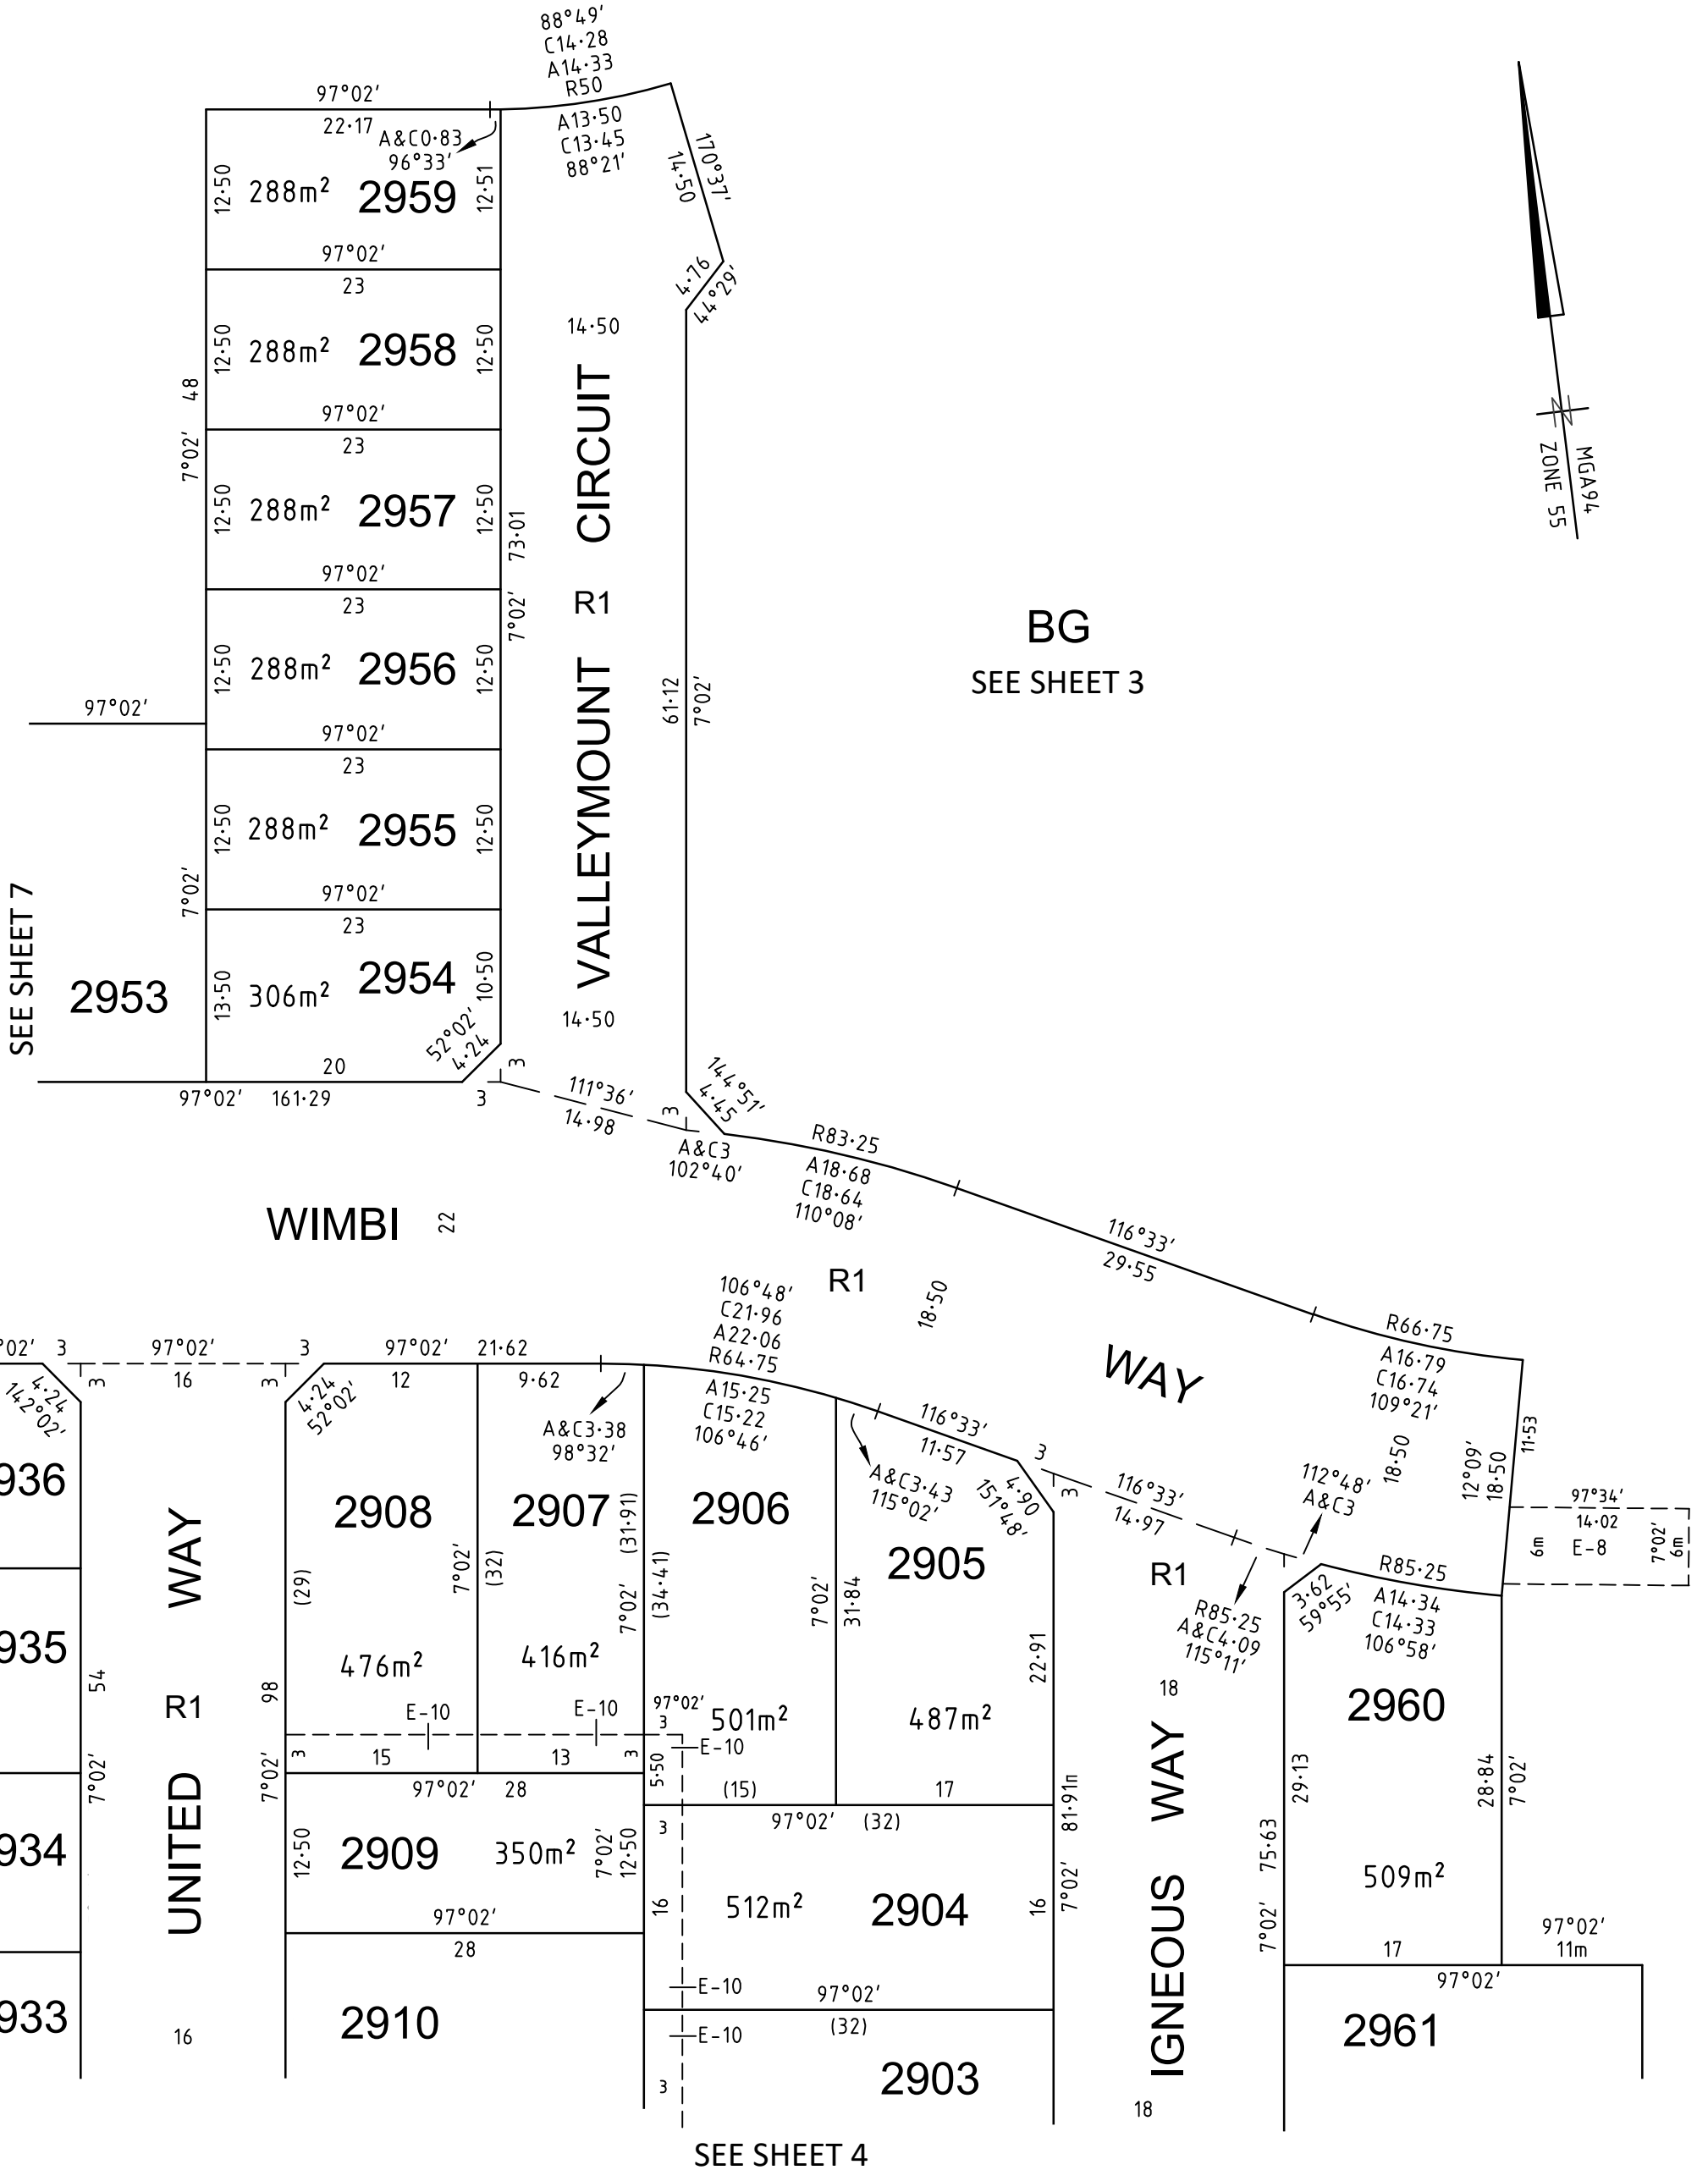 88°49'
C14·28
A14·33
R50
97°02'
22·17
A&C0·83
96°33'
A13·50
C13·45
88°21'
170°37'
14·50
12·50
288m²
2959
12·51
97°02'
23
4·76
44°29'
14·50
MGA94
ZONE 55
12·50
288m²
2958
12·50
48
7°02'
97°02'
23
12·50
288m²
2957
12·50
73·01
7°02'
97°02'
23
VALLEYMOUNT CIRCUIT
R1
BG
SEE SHEET 3
12·50
288m²
2956
12·50
61·12
7°02'
97°02'
97°02'
23
12·50
288m²
2955
12·50
7°02'
97°02'
23
SEE SHEET 7
2953
13·50
306m²
2954
10·50
52°02'
4·24
14·50
20
3
3
97°02'
161·29
111°36'
14·98
144°51'
4·45
3
A&C3
102°40'
R83·25
A18·68
C18·64
110°08'
WIMBI
22
116°33'
29·55
R1
18·50
106°48'
C21·96
A22·06
R64·75
A15·25
C15·22
106°46'
WAY
R66·75
A16·79
C16·74
109°21'
18·50
°02'
3
97°02'
3
97°02'
21·62
4·24
142°02'
3
16
3
4·24
52°02'
12
9·62
A&C3·38
98°32'
116°33'
11·57
3
A&C3·43
115°02'
4·90
151°48'
3
116°33'
14·97
112°48'
A&C3
12°09'
18·50
11·53
97°34'
14·02
6m
E-8
7°02'
6m
936
2908
2907
2906
2905
(31·91)
(34·41)
7°02'
(29)
7°02'
(32)
7°02'
31·84
R1
R85·25
A&C4·09
115°11'
3·62
59°55'
R85·25
A14·34
C14·33
106°58'
935
54
7°02'
R1
UNITED WAY
98
7°02'
476m²
416m²
22·91
E-10
E-10
97°02'
3
501m²
487m²
E-10
3
15
13
3
5·50
18
2960
29·13
28·84
7°02'
97°02'
28
(15)
17
97°02'
(32)
81·91n
7°02'
934
12·50
2909
350m²
7°02'
12·50
3
16
512m²
2904
16
IGNEOUS WAY
75·63
7°02'
509m²
97°02'
28
17
97°02'
97°02'
11m
933
16
2910
E-10
97°02'
(32)
E-10
3
2903
18
2961
SEE SHEET 4